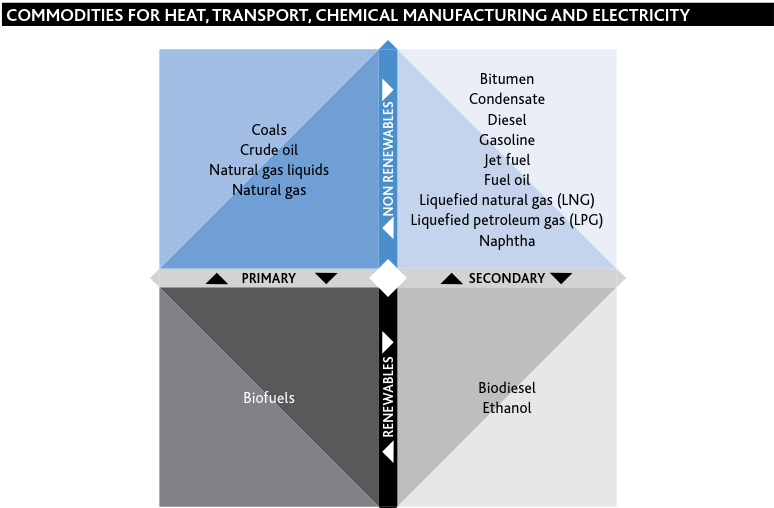 COMMODITIES FOR HEAT, TRANSPORT, CHEMICAL MANUFACTURING AND ELECTRICITY
Coals
Crude oil
Natural gas liquids
Natural gas
NON RENEWABLES
Bitumen
Condensate
Diesel
Gasoline
Jet fuel
Fuel oil
Liquefied natural gas (LNG)
Liquefied petroleum gas (LPG)
Naphtha
PRIMARY
SECONDARY
Biofuels
RENEWABLES
Biodiesel
Ethanol